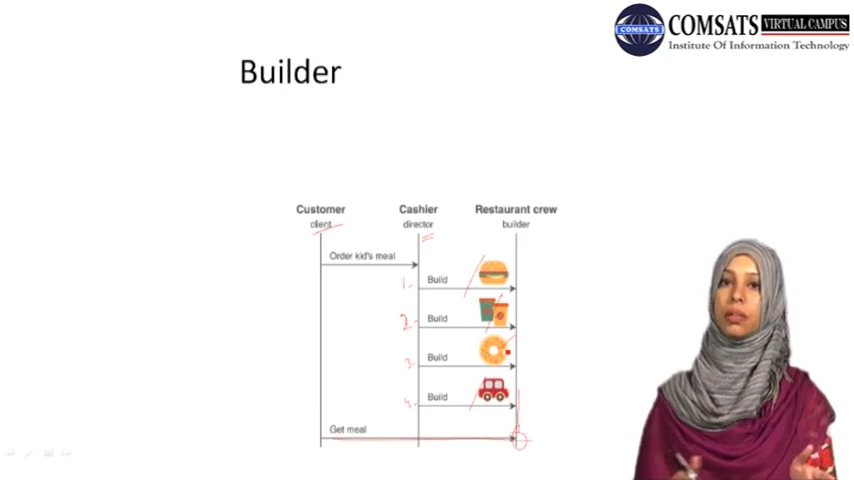 COMSATS
COMSATS VIRTUAL CAMPUS
Institute Of Information Technology
Builder
Customer Cashier Restaurant crew
client director builder
Order kid's meal
1. Build
2. Build
3. Build
4. Build
Get meal